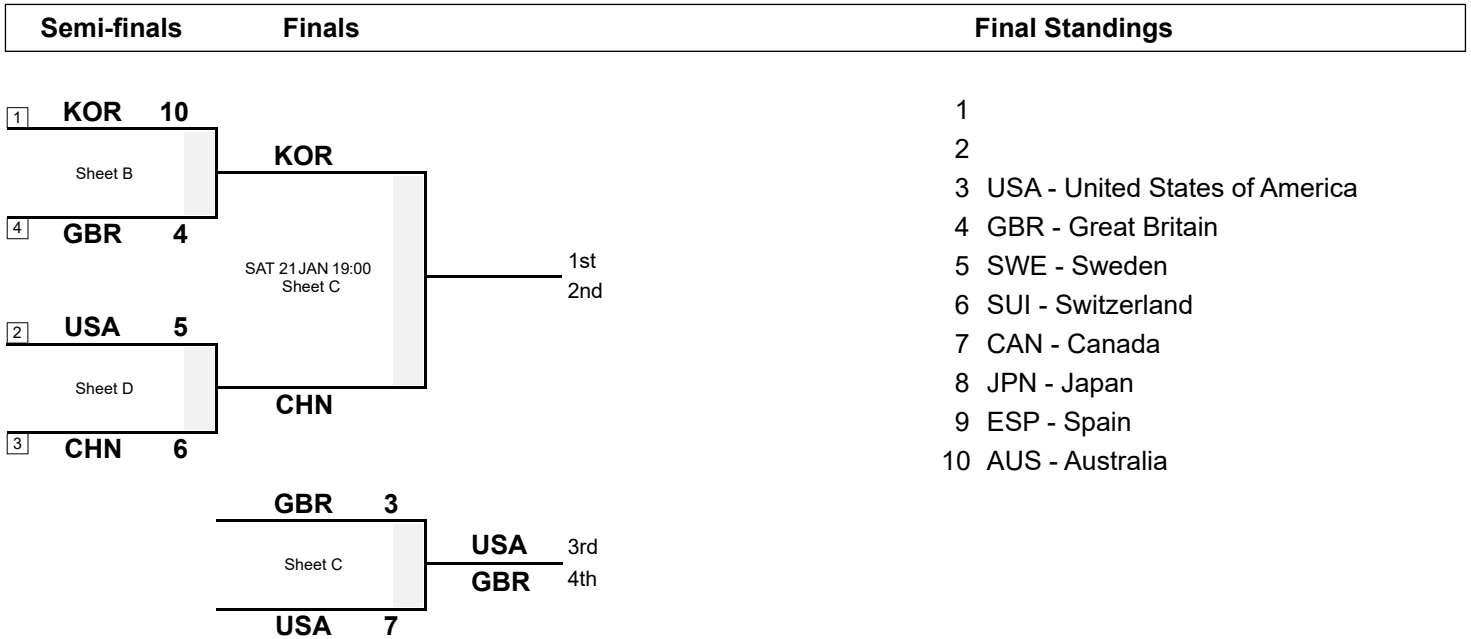 Semi-finals Finals Final Standings
1 KOR 10
Sheet B
4 GBR 4
KOR
SAT 21 JAN 19:00
Sheet C
CHN
1st
2nd
2 USA 5
Sheet D
3 CHN 6
GBR 3
Sheet C
USA 7
USA 3rd
GBR 4th
1
2
3 USA - United States of America
4 GBR - Great Britain
5 SWE - Sweden
6 SUI - Switzerland
7 CAN - Canada
8 JPN - Japan
9 ESP - Spain
10 AUS - Australia